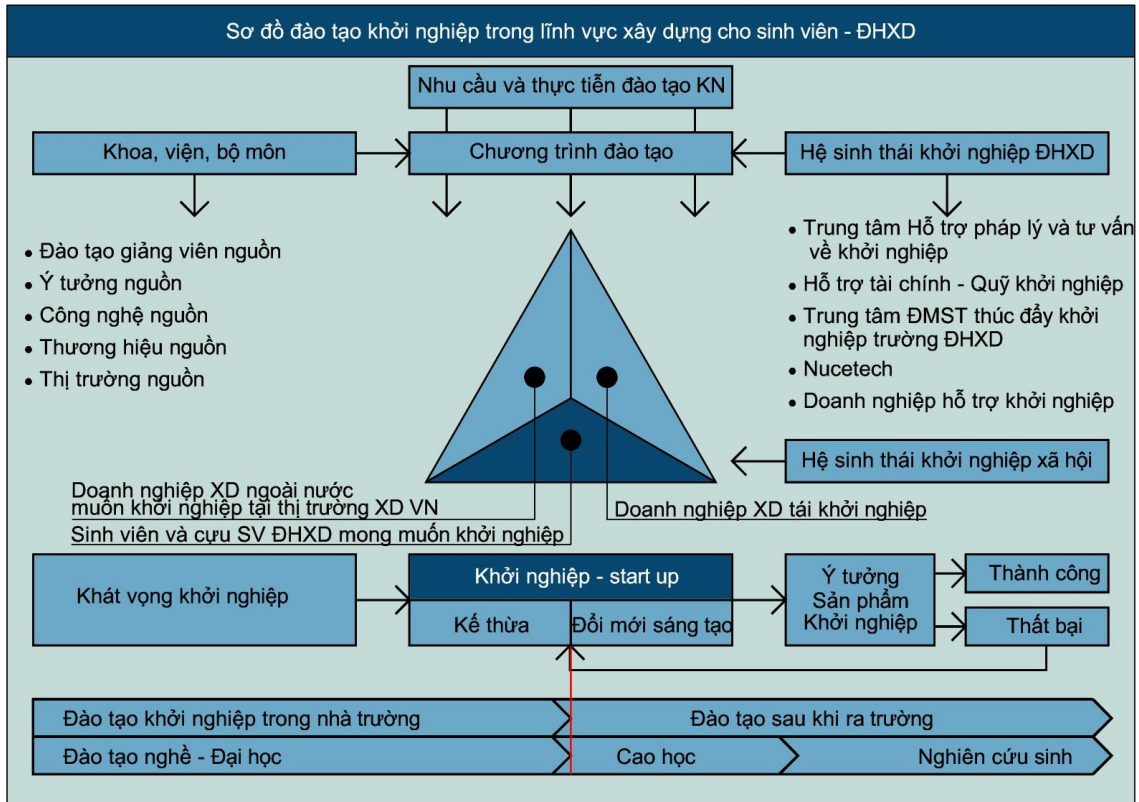 Sơ đồ đào tạo khởi nghiệp trong lĩnh vực xây dựng cho sinh viên - ĐHXD
Nhu cầu và thực tiễn đào tạo KN
Khoa, viện, bộ môn
Chương trình đào tạo
Hệ sinh thái khởi nghiệp ĐHXD
• Đào tạo giảng viên nguồn
• Ý tưởng nguồn
• Công nghệ nguồn
• Thương hiệu nguồn
• Thị trường nguồn
• Trung tâm Hỗ trợ pháp lý và tư vấn
về khởi nghiệp
• Hỗ trợ tài chính - Quỹ khởi nghiệp
• Trung tâm ĐMST thúc đẩy khởi
nghiệp trường ĐHXD
• Nucetech
• Doanh nghiệp hỗ trợ khởi nghiệp
Hệ sinh thái khởi nghiệp xã hội
Doanh nghiệp XD ngoài nước
muốn khởi nghiệp tại thị trường XD VN
Doanh nghiệp XD tái khởi nghiệp
Sinh viên và cựu SV ĐHXD mong muốn khởi nghiệp
Khát vọng khởi nghiệp
Khởi nghiệp - start up
Kế thừa
Đổi mới sáng tạo
Ý tưởng
Sản phẩm
Khởi nghiệp
Thành công
Thất bại
Đào tạo khởi nghiệp trong nhà trường
Đào tạo sau khi ra trường
Đào tạo nghề - Đại học
Cao học
Nghiên cứu sinh